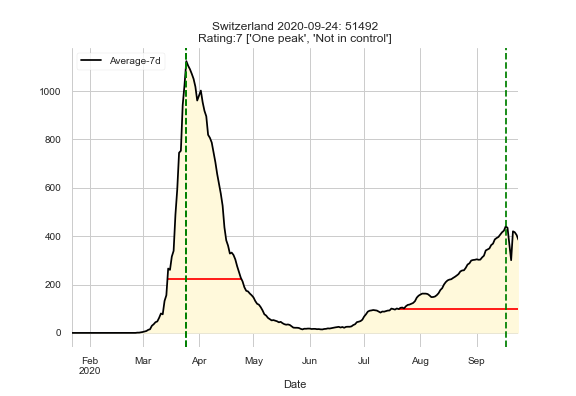 Switzerland 2020-09-24: 51492
Rating:7 ['One peak', 'Not in control']
Average-7d
1000
800
600
400
200
0
Feb Mar Apr May Jun Jul Aug Sep
2020
Date